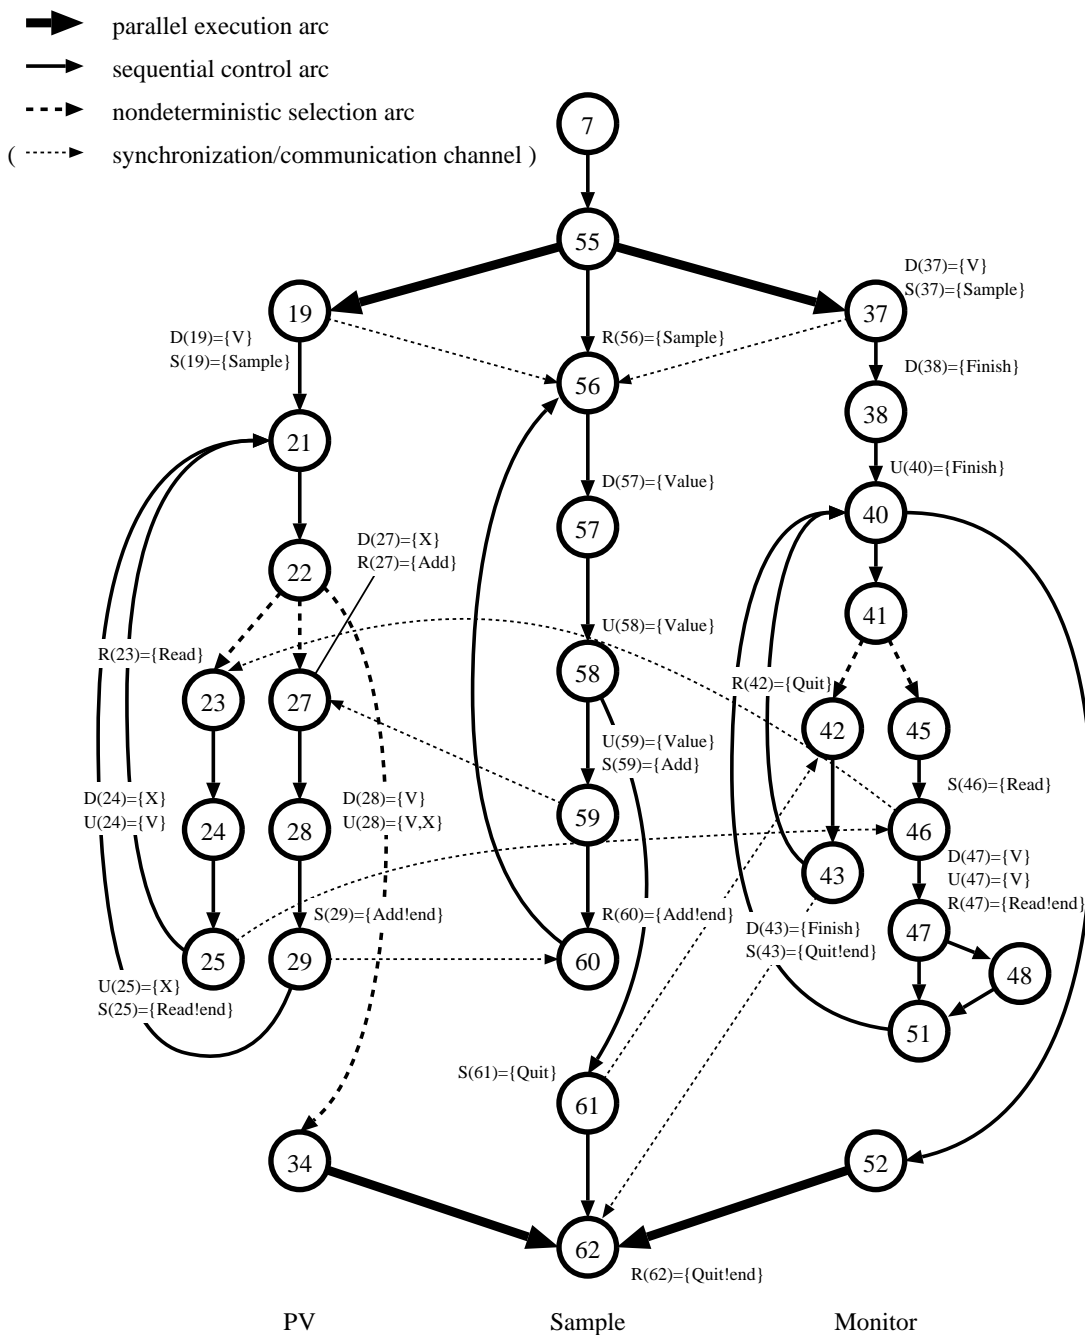 parallel execution arc
sequential control arc
nondeterministic selection arc
( synchronization/communication channel )
7
55
D(37)={V}
S(37)={Sample}
19
37
D(19)={V}
S(19)={Sample}
R(56)={Sample}
D(38)={Finish}
56
38
21
U(40)={Finish}
D(57)={Value}
40
57
D(27)={X}
R(27)={Add}
22
41
U(58)={Value}
R(23)={Read}
58
R(42)={Quit}
23
27
42
45
U(59)={Value}
S(59)={Add}
S(46)={Read}
D(24)={X}
U(24)={V}
D(28)={V}
U(28)={V,X}
59
24
28
46
D(47)={V}
U(47)={V}
R(47)={Read!end}
43
S(29)={Add!end}
R(60)={Add!end}
D(43)={Finish}
S(43)={Quit!end}
47
25
29
60
48
U(25)={X}
S(25)={Read!end}
51
S(61)={Quit}
61
34
52
62
R(62)={Quit!end}
PV
Sample
Monitor